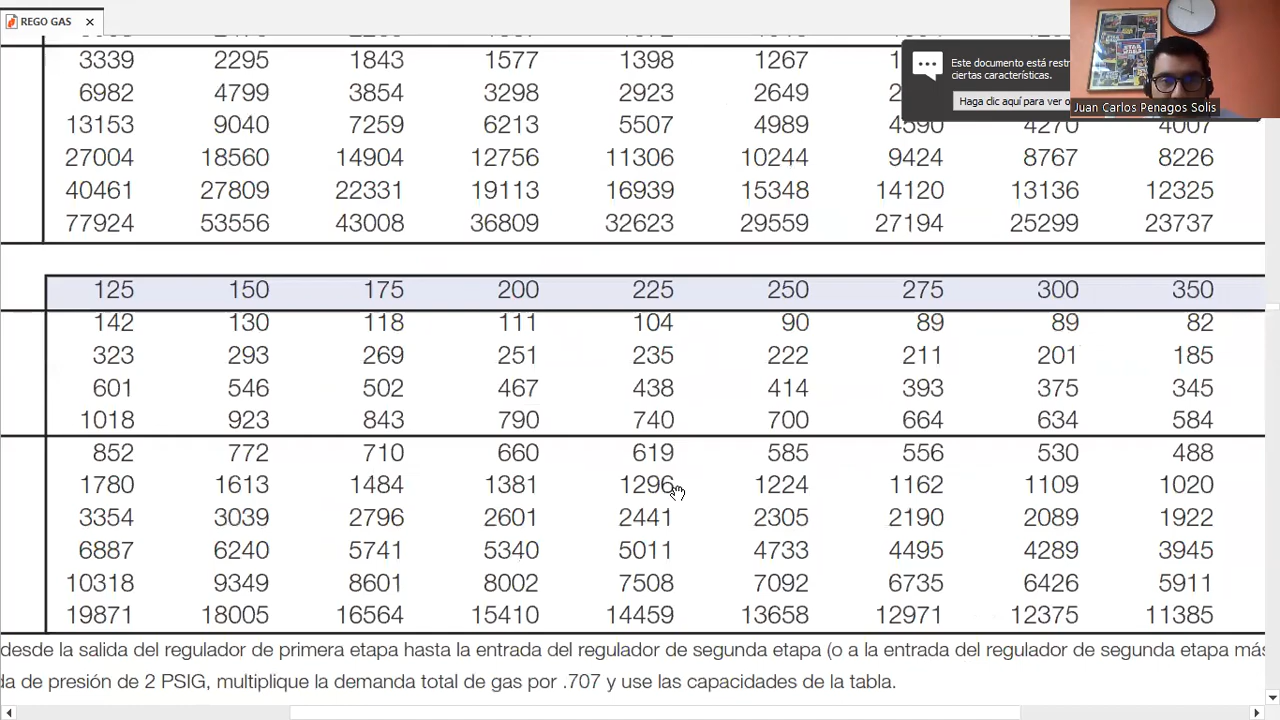 REGO GAS
Este documento está restr
ciertas características.
Haga clic aquí para ver o
Juan Carlos Penagos Solis
3339 2295 1843 1577 1398 1267 1
6982 4799 3854 3298 2923 2649 2
13153 9040 7259 6213 5507 4989 4590 4270 4007
27004 18560 14904 12756 11306 10244 9424 8767 8226
40461 27809 22331 19113 16939 15348 14120 13136 12325
77924 53556 43008 36809 32623 29559 27194 25299 23737
125 150 175 200 225 250 275 300 350
142 130 118 111 104 90 89 89 82
323 293 269 251 235 222 211 201 185
601 546 502 467 438 414 393 375 345
1018 923 843 790 740 700 664 634 584
852 772 710 660 619 585 556 530 488
1780 1613 1484 1381 1296 1224 1162 1109 1020
3354 3039 2796 2601 2441 2305 2190 2089 1922
6887 6240 5741 5340 5011 4733 4495 4289 3945
10318 9349 8601 8002 7508 7092 6735 6426 5911
19871 18005 16564 15410 14459 13658 12971 12375 11385
desde la salida del regulador de primera etapa hasta la entrada del regulador de segunda etapa (o a la entrada del regulador de segunda etapa más
da de presión de 2 PSIG, multiplique la demanda total de gas por .707 y use las capacidades de la tabla.